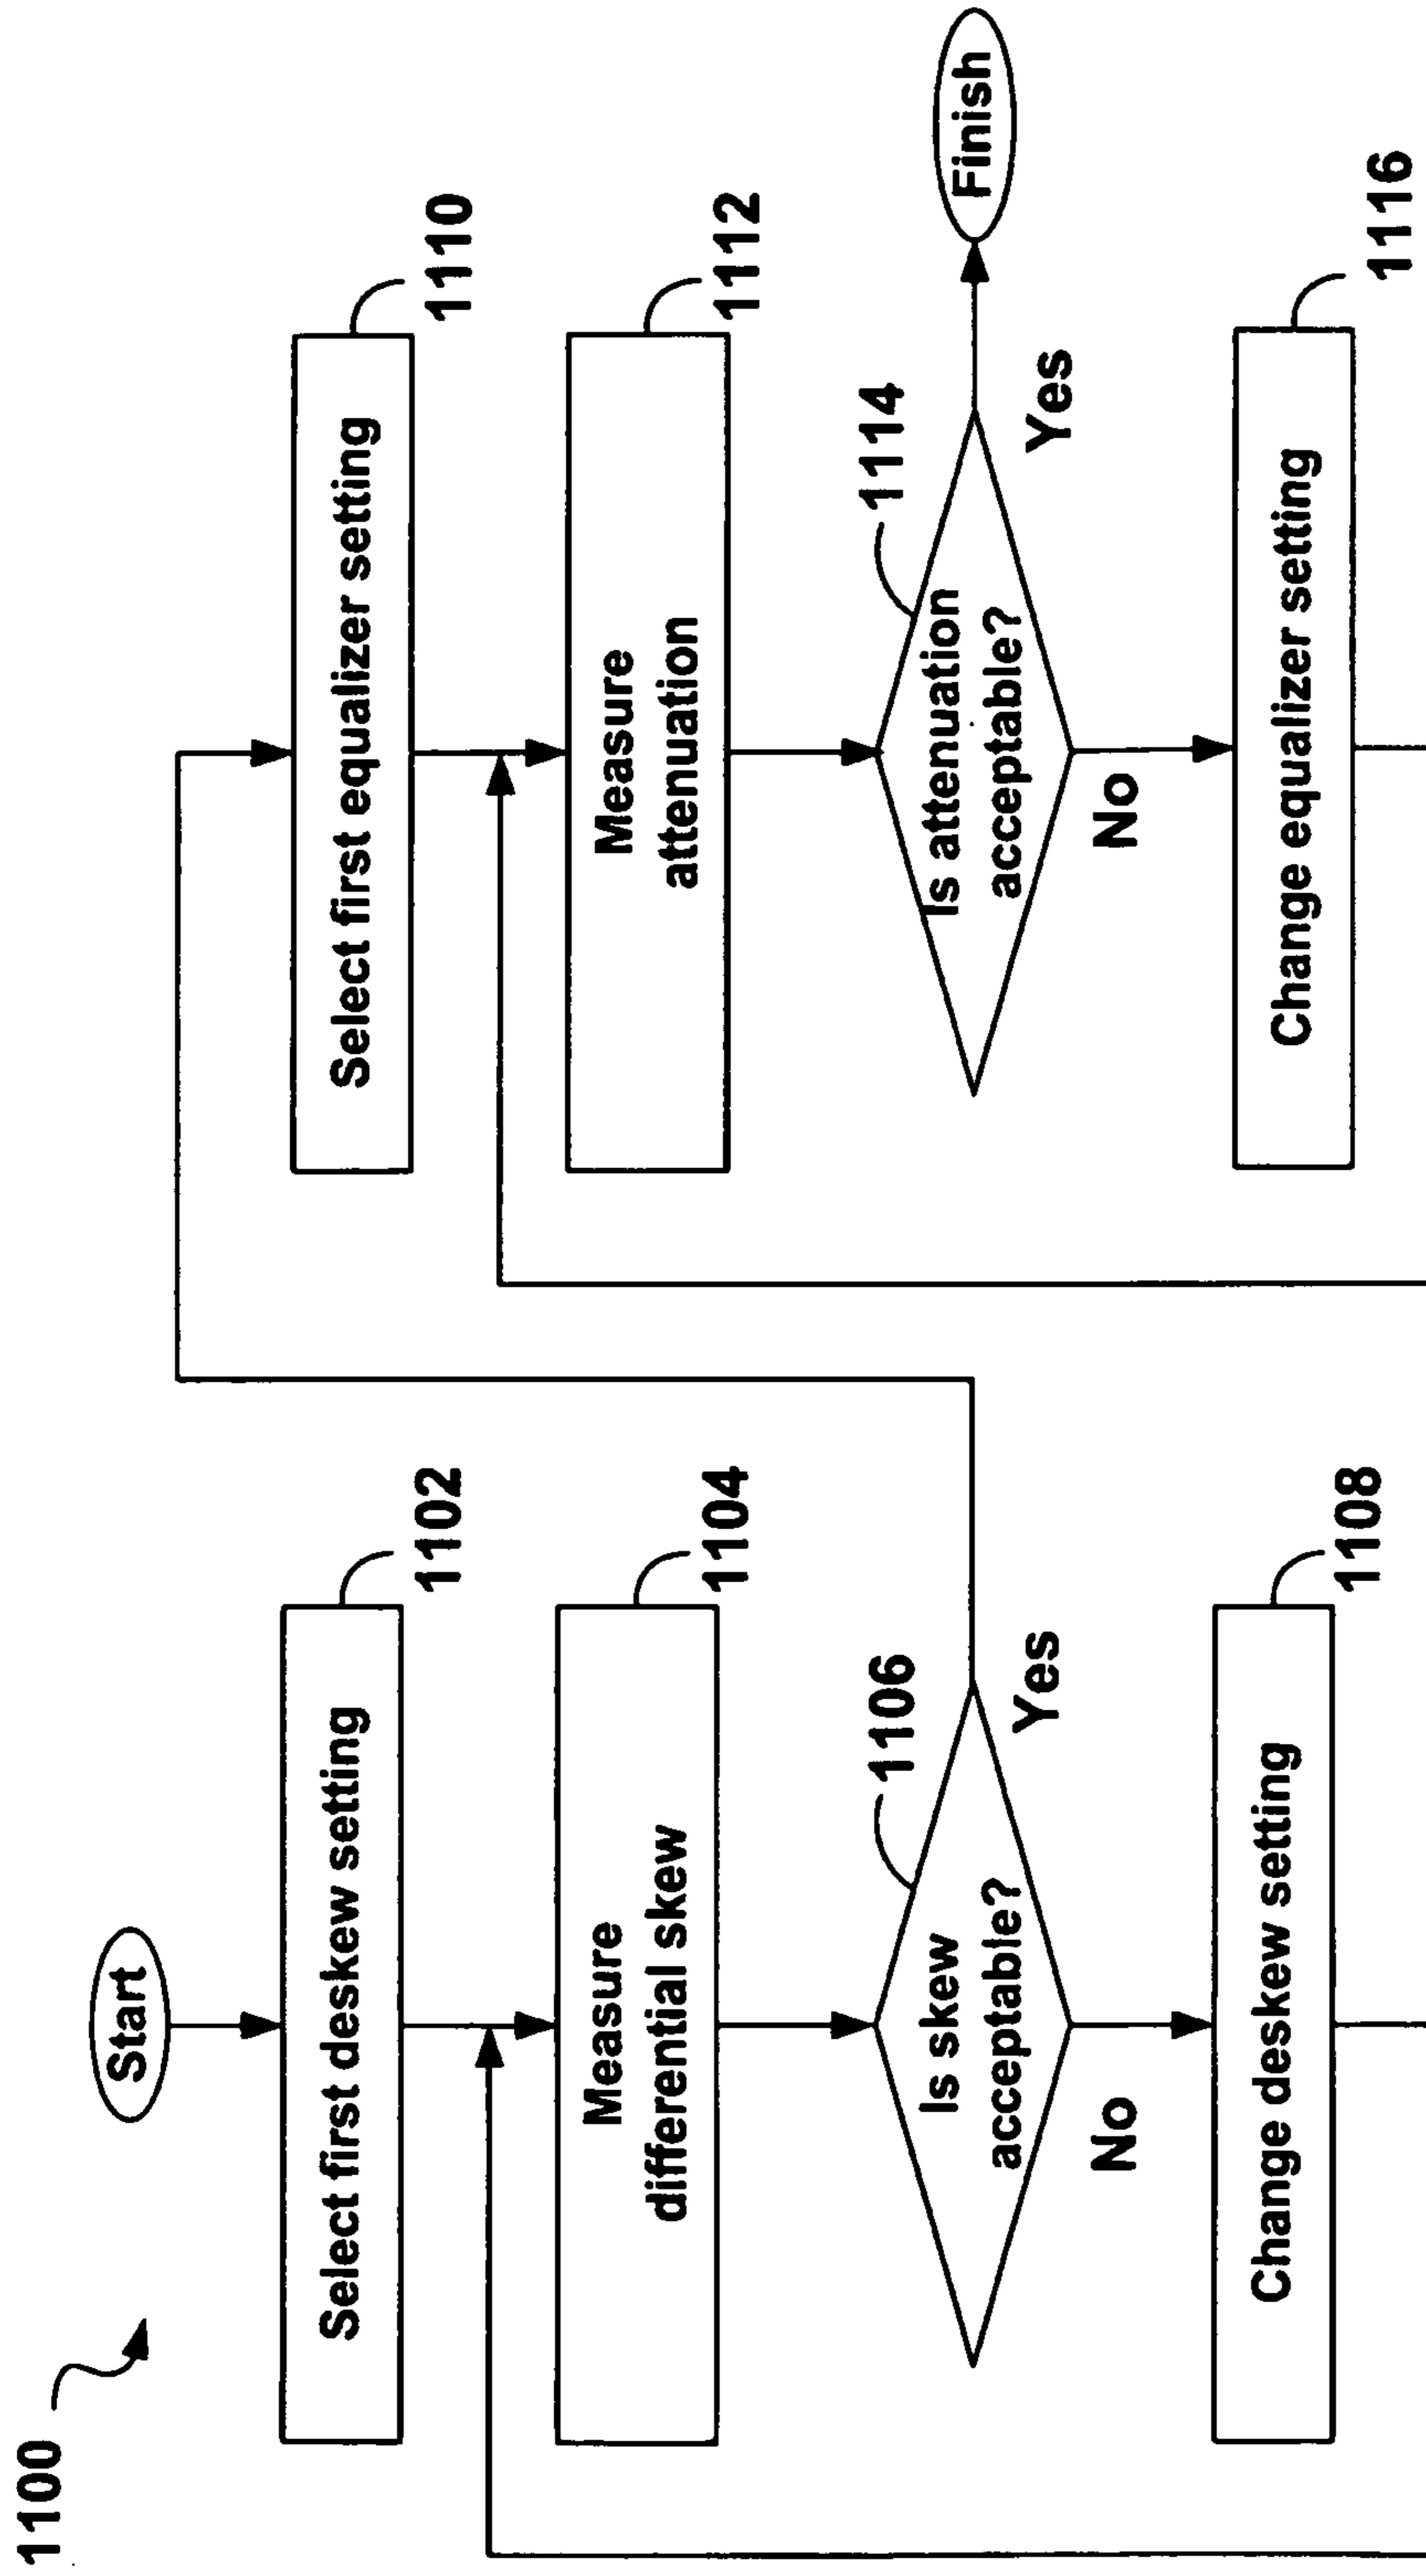 1100
Start
Select first deskew setting
1102
Measure
differential skew
1104
Is skew
acceptable?
1106
Yes
No
Change deskew setting
1108
Select first equalizer setting
1110
Measure
attenuation
1112
Is attenuation
acceptable?
1114
Yes
Finish
No
Change equalizer setting
1116